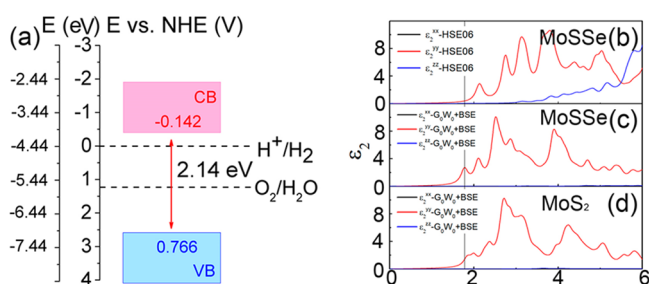 (a)
E (eV)
E vs. NHE (V)
-3
-2.44
-2
-3.44
-1
-4.44
0
-5.44
1
-6.44
2
-7.44
3
4
CB
-0.142
H⁺/H₂
2.14 eV
O₂/H₂O
0.766
VB
ε₂
8
4
0
ε₂ˣˣ-HSE06
ε₂ʸʸ-HSE06
ε₂ᶻᶻ-HSE06
MoSSe (b)
8
4
0
ε₂ˣˣ-G₀W₀+BSE
ε₂ʸʸ-G₀W₀+BSE
ε₂ᶻᶻ-G₀W₀+BSE
MoSSe
(c)
8
4
0
ε₂ˣˣ-G₀W₀+BSE
ε₂ʸʸ-G₀W₀+BSE
ε₂ᶻᶻ-G₀W₀+BSE
MoS₂
(d)
0 2 4 6